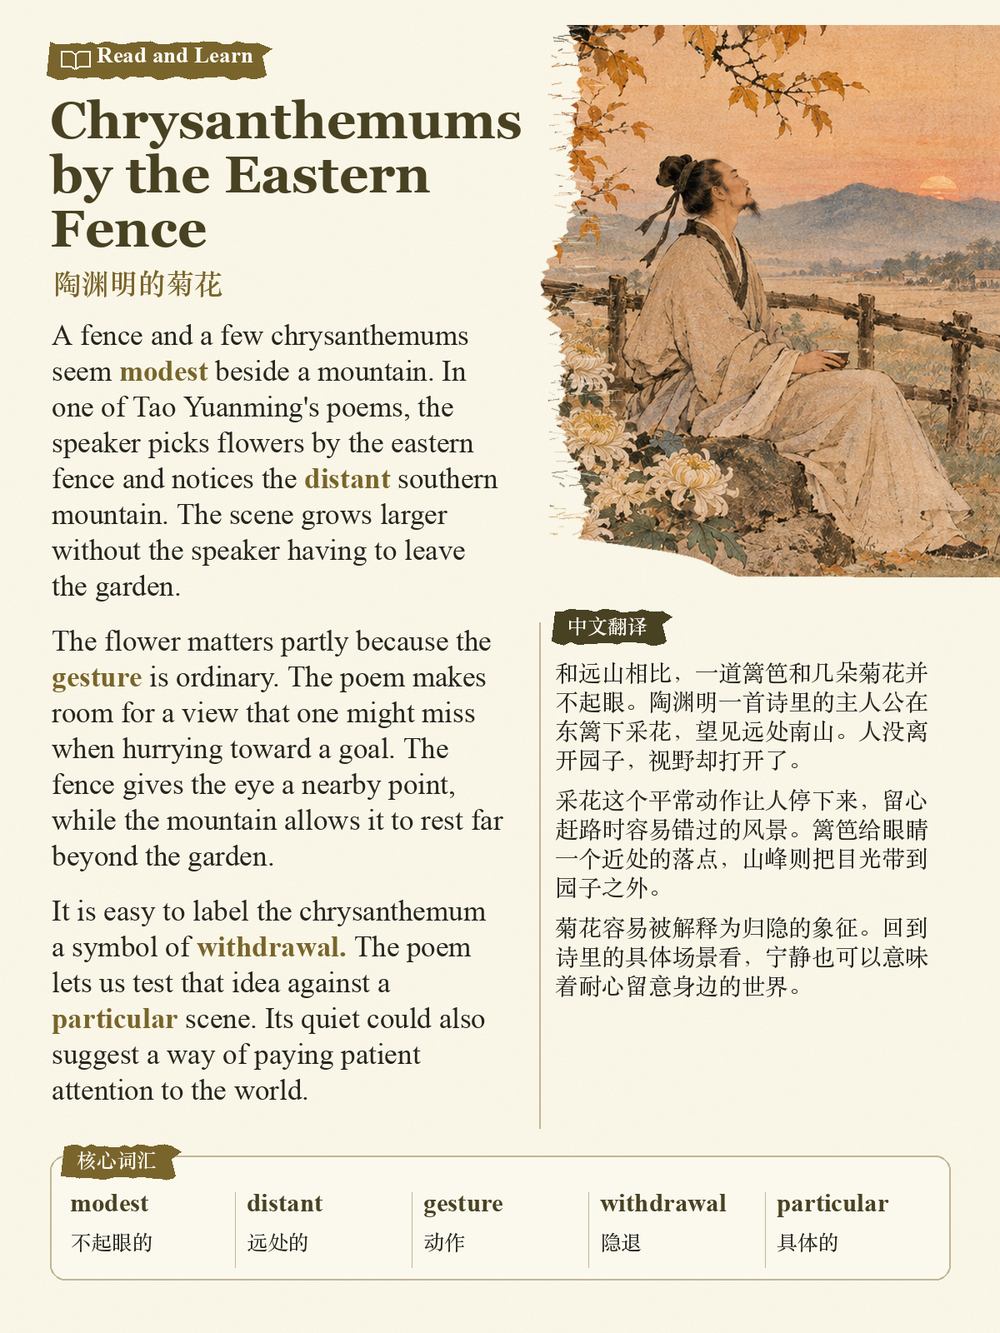 Read and Learn
Chrysanthemums
by the Eastern
Fence
陶渊明的菊花
A fence and a few chrysanthemums
seem modest beside a mountain. In
one of Tao Yuanming's poems, the
speaker picks flowers by the eastern
fence and notices the distant southern
mountain. The scene grows larger
without the speaker having to leave
the garden.
The flower matters partly because the
gesture is ordinary. The poem makes
room for a view that one might miss
when hurrying toward a goal. The
fence gives the eye a nearby point,
while the mountain allows it to rest far
beyond the garden.
It is easy to label the chrysanthemum
a symbol of withdrawal. The poem
lets us test that idea against a
particular scene. Its quiet could also
suggest a way of paying patient
attention to the world.
中文翻译
和远山相比，一道篱笆和几朵菊花并
不起眼。陶渊明一首诗里的主人公在
东篱下采花，望见远处南山。人没离
开园子，视野却打开了。
采花这个平常动作让人停下来，留心
赶路时容易错过的风景。篱笆给眼睛
一个近处的落点，山峰则把目光带到
园子之外。
菊花容易被解释为归隐的象征。回到
诗里的具体场景看，宁静也可以意味
着耐心留意身边的世界。
核心词汇
modest
不起眼的
distant
远处的
gesture
动作
withdrawal
隐退
particular
具体的